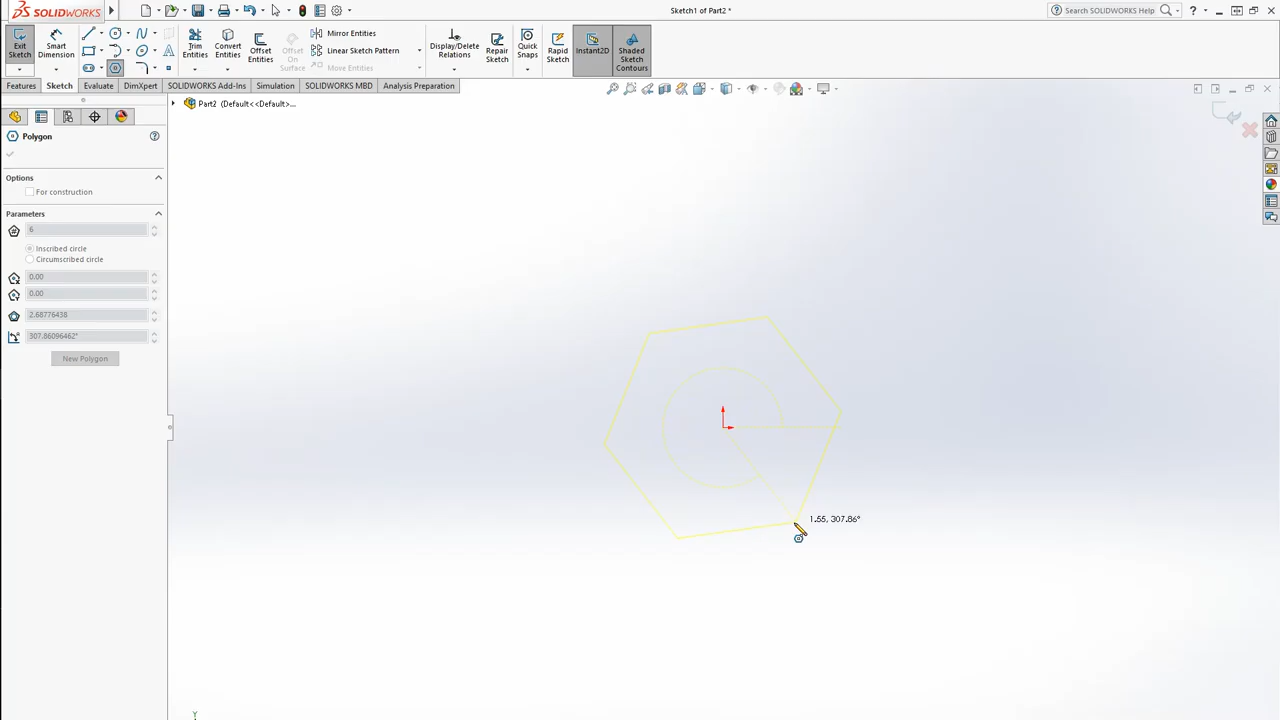 SOLIDWORKS
Sketch1 of Part2 *
Search SOLIDWORKS Help
Exit Sketch
Smart Dimension
Trim Entities
Convert Entities
Offset Entities
Offset On Surface
Mirror Entities
Linear Sketch Pattern
Move Entities
Display/Delete Relations
Repair Sketch
Quick Snaps
Rapid Sketch
Instant2D
Shaded Sketch Contours
Features
Sketch
Evaluate
DimXpert
SOLIDWORKS Add-Ins
Simulation
SOLIDWORKS MBD
Analysis Preparation
Part2 (Default<<Default>...
Polygon
Options
For construction
Parameters
6
Inscribed circle
Circumscribed circle
0.00
0.00
2.68776438
307.86096462°
New Polygon
1.55, 307.86°
Y